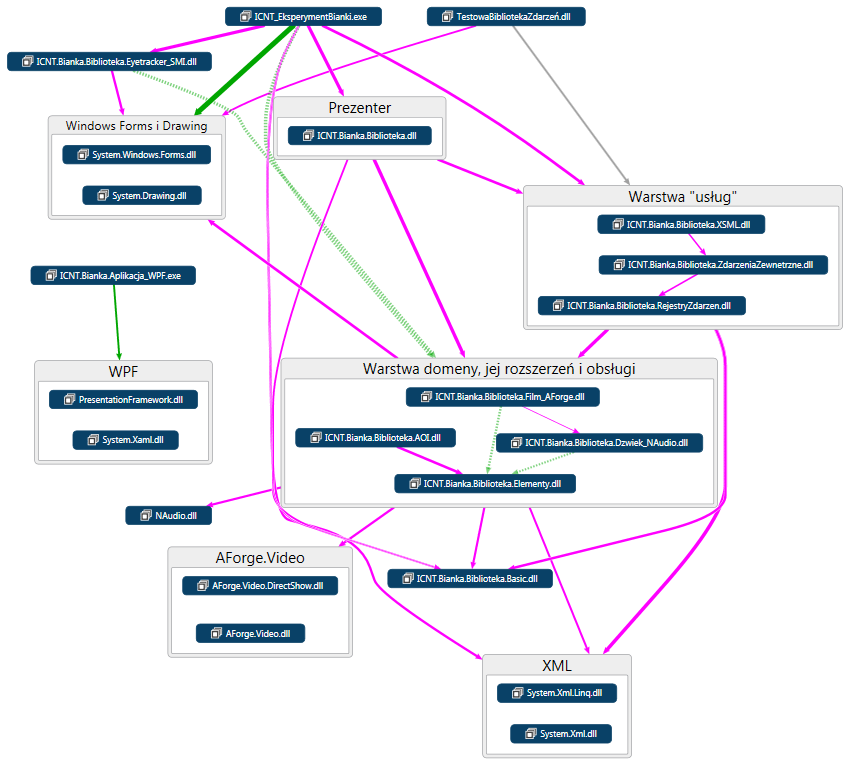 ICNT_EksperymentBianki.exe
TestowaBibliotekaZdarzeń.dll
ICNT.Bianka.Biblioteka.Eyetracker_SMI.dll
Windows Forms i Drawing
System.Windows.Forms.dll
System.Drawing.dll
Prezenter
ICNT.Bianka.Biblioteka.dll
Warstwa "usług"
ICNT.Bianka.Biblioteka.XSML.dll
ICNT.Bianka.Biblioteka.ZdarzeniaZewnetrzne.dll
ICNT.Bianka.Biblioteka.RejestryZdarzen.dll
ICNT.Bianka.Aplikacja_WPF.exe
WPF
PresentationFramework.dll
System.Xaml.dll
Warstwa domeny, jej rozszerzeń i obsługi
ICNT.Bianka.Biblioteka.Film_AForge.dll
ICNT.Bianka.Biblioteka.AOI.dll
ICNT.Bianka.Biblioteka.Dzwiek_NAudio.dll
ICNT.Bianka.Biblioteka.Elementy.dll
NAudio.dll
AForge.Video
AForge.Video.DirectShow.dll
AForge.Video.dll
ICNT.Bianka.Biblioteka.Basic.dll
XML
System.Xml.Linq.dll
System.Xml.dll